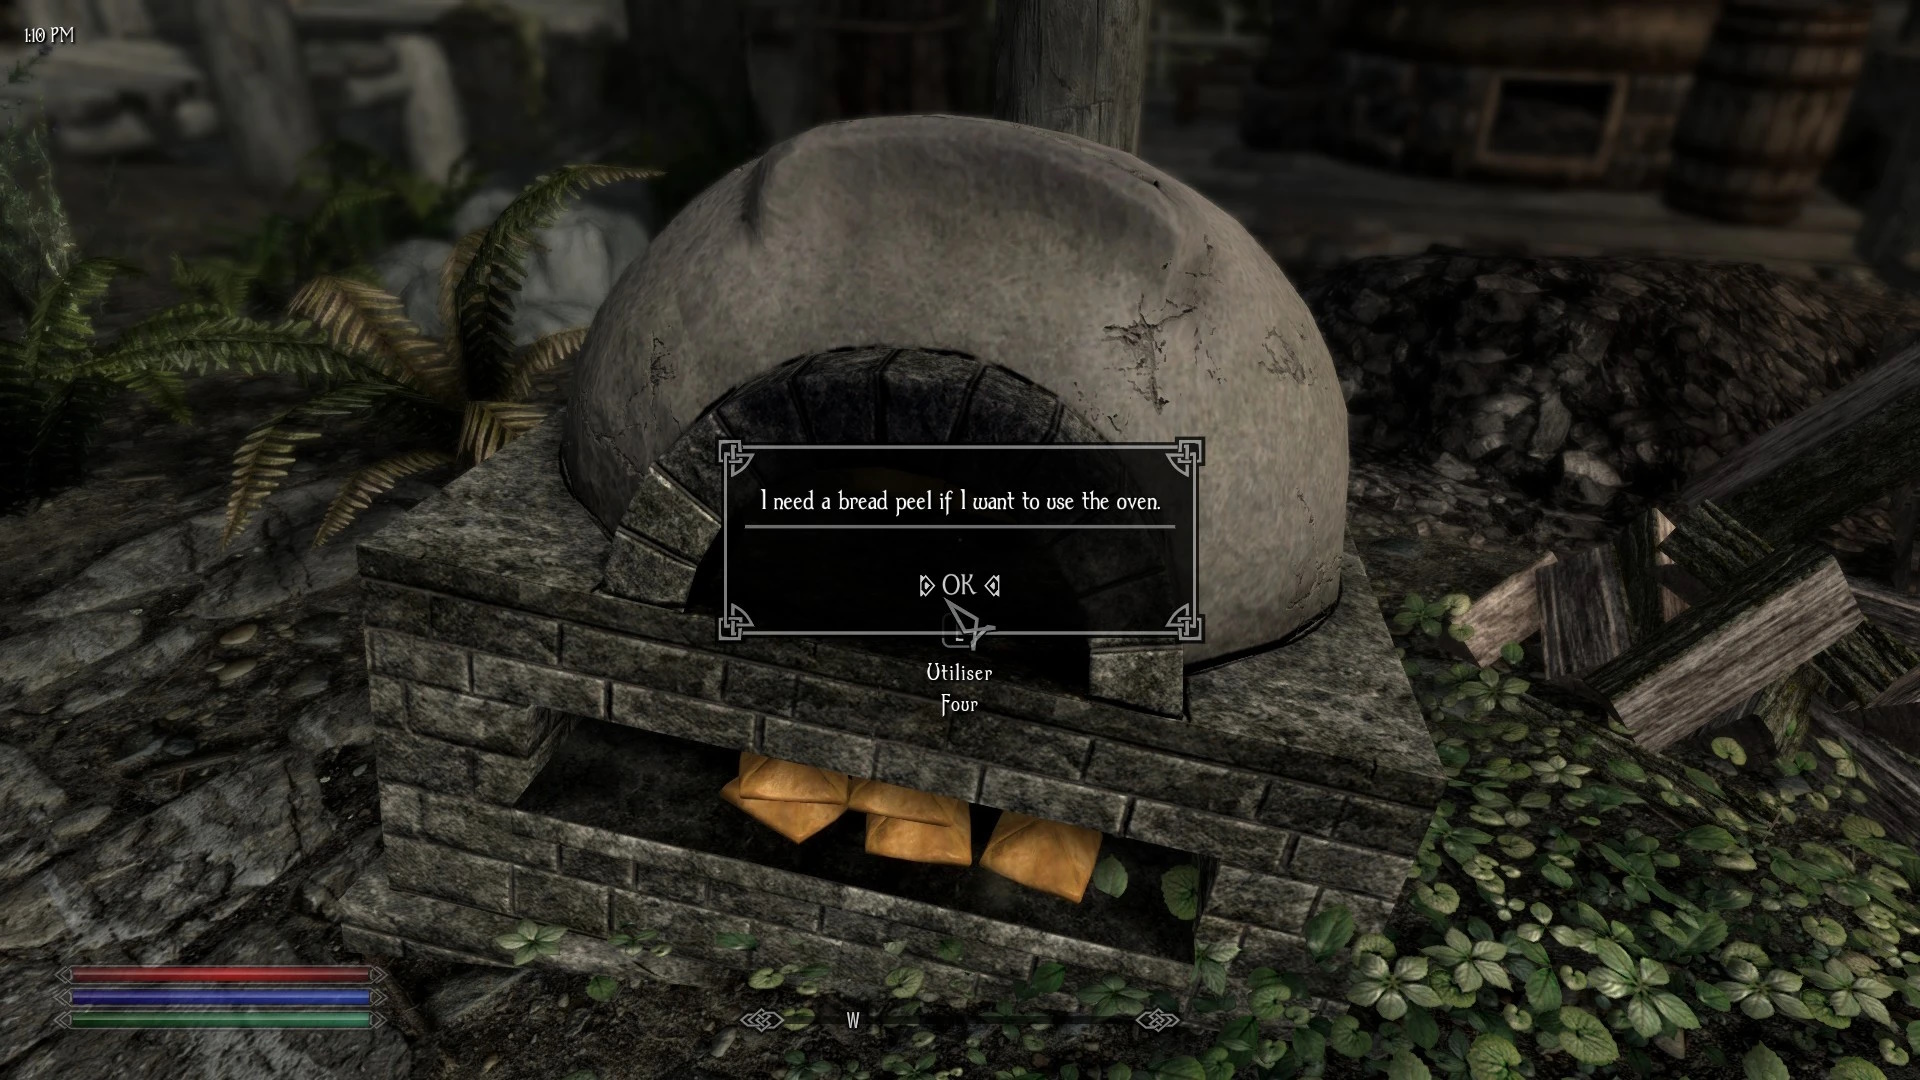 1:10 PM
I need a bread peel if I want to use the oven.
OK
E
Utiliser
Four
W